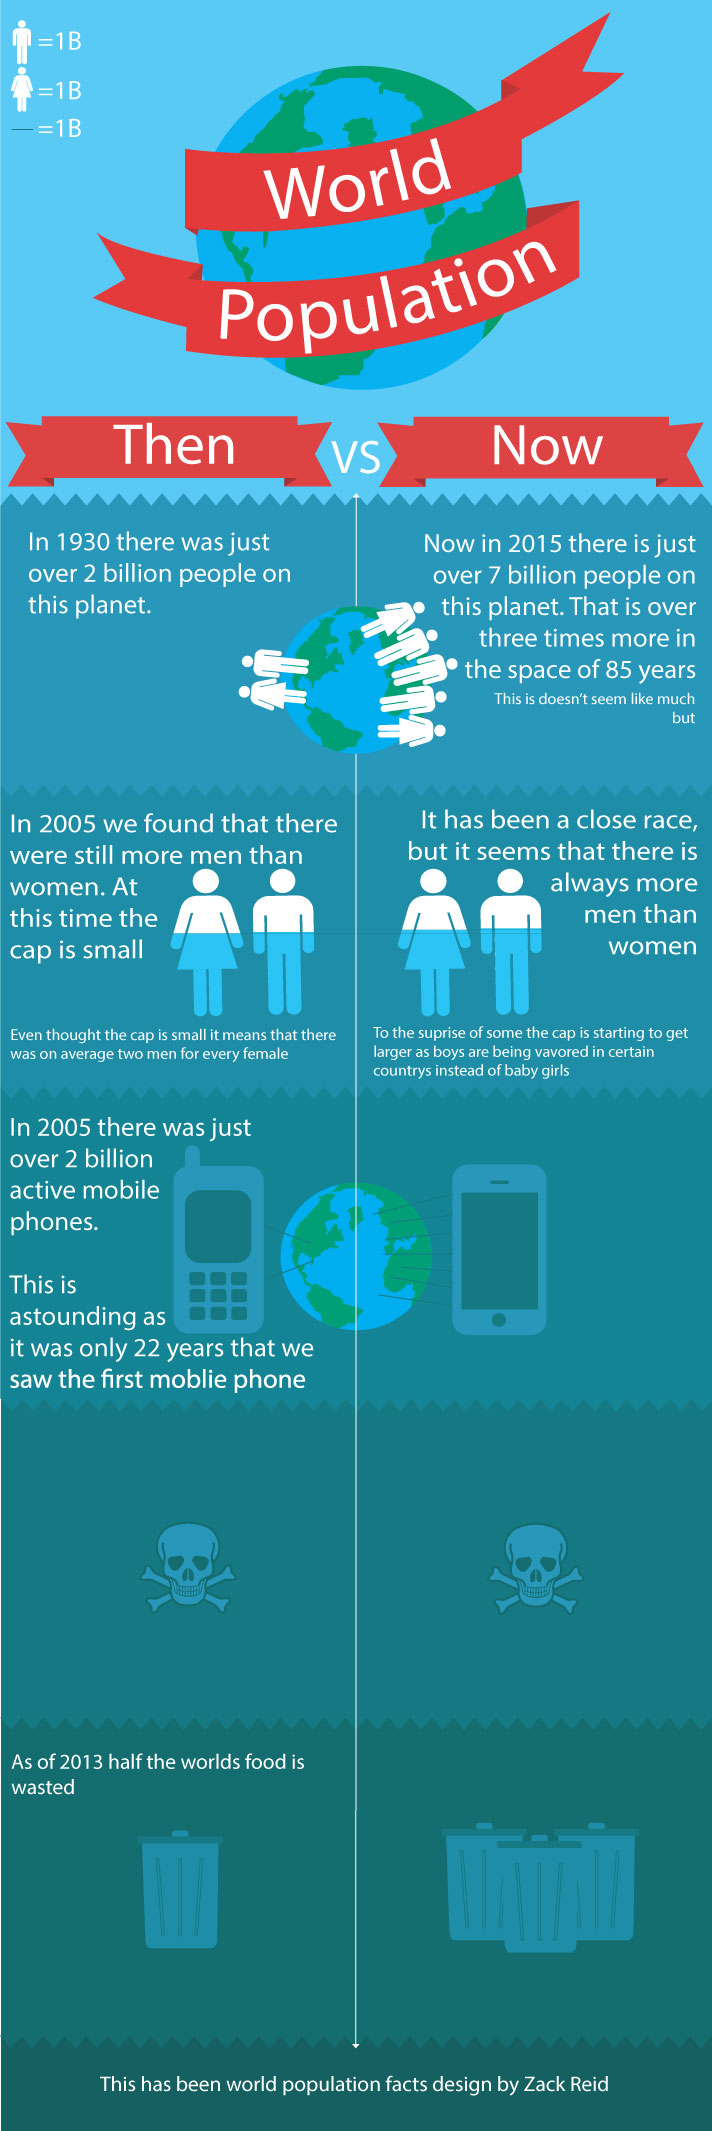 =1B
=1B
=1B
World
Population
Then
vs
Now
In 1930 there was just
over 2 billion people on
this planet.
Now in 2015 there is just
over 7 billion people on
this planet. That is over
three times more in
the space of 85 years
This is doesn't seem like much
but
In 2005 we found that there
were still more men than
women. At
this time the
cap is small
Even thought the cap is small it means that there
was on average two men for every female
It has been a close race,
but it seems that there is
always more
men than
women
To the suprise of some the cap is starting to get
larger as boys are being vavored in certain
countrys instead of baby girls
In 2005 there was just
over 2 billion
active mobile
phones.
This is
astounding as
it was only 22 years that we
saw the first moblie phone
As of 2013 half the worlds food is
wasted
This has been world population facts design by Zack Reid